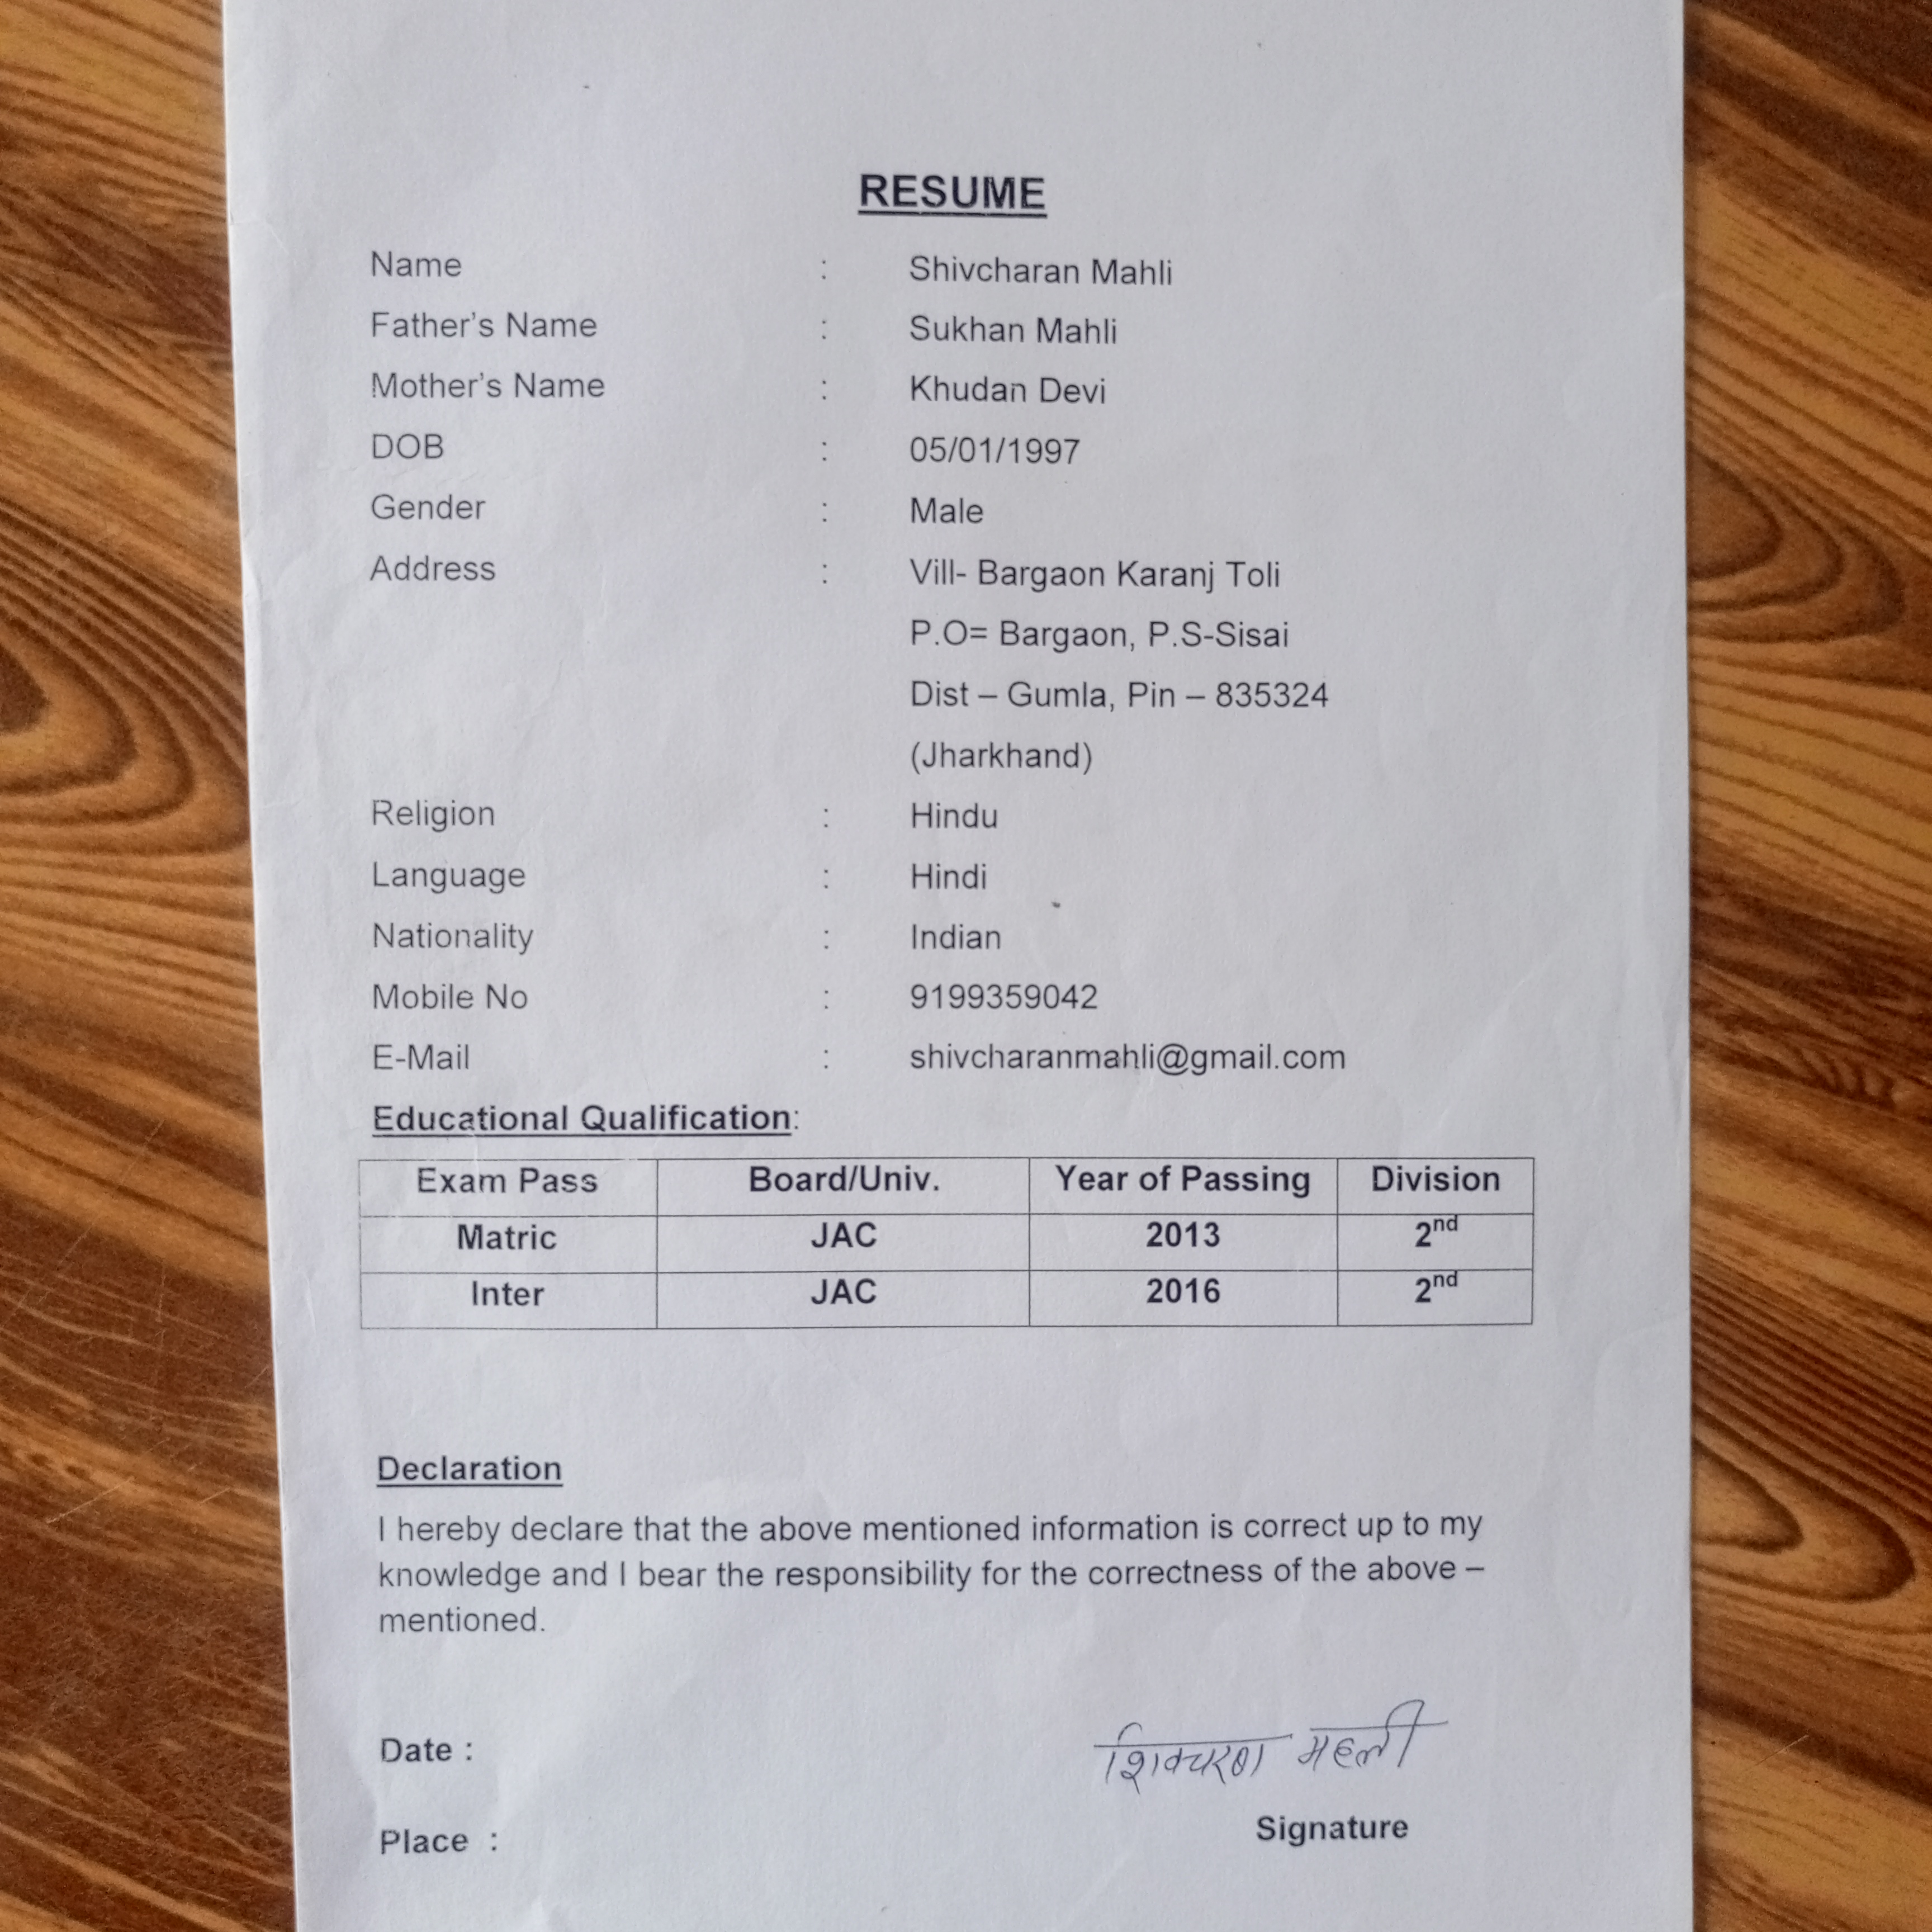 RESUME
Name : Shivcharan Mahli
Father's Name : Sukhan Mahli
Mother's Name : Khudan Devi
DOB : 05/01/1997
Gender : Male
Address : Vill- Bargaon Karanj Toli
P.O= Bargaon, P.S-Sisai
Dist – Gumla, Pin – 835324
(Jharkhand)
Religion : Hindu
Language : Hindi
Nationality : Indian
Mobile No : 9199359042
E-Mail : shivcharanmahli@gmail.com
Educational Qualification:
Exam Pass Board/Univ. Year of Passing Division
Matric JAC 2013 2nd
Inter JAC 2016 2nd
Declaration
I hereby declare that the above mentioned information is correct up to my
knowledge and I bear the responsibility for the correctness of the above –
mentioned.
Date :
शिवचरण महली
Signature
Place :